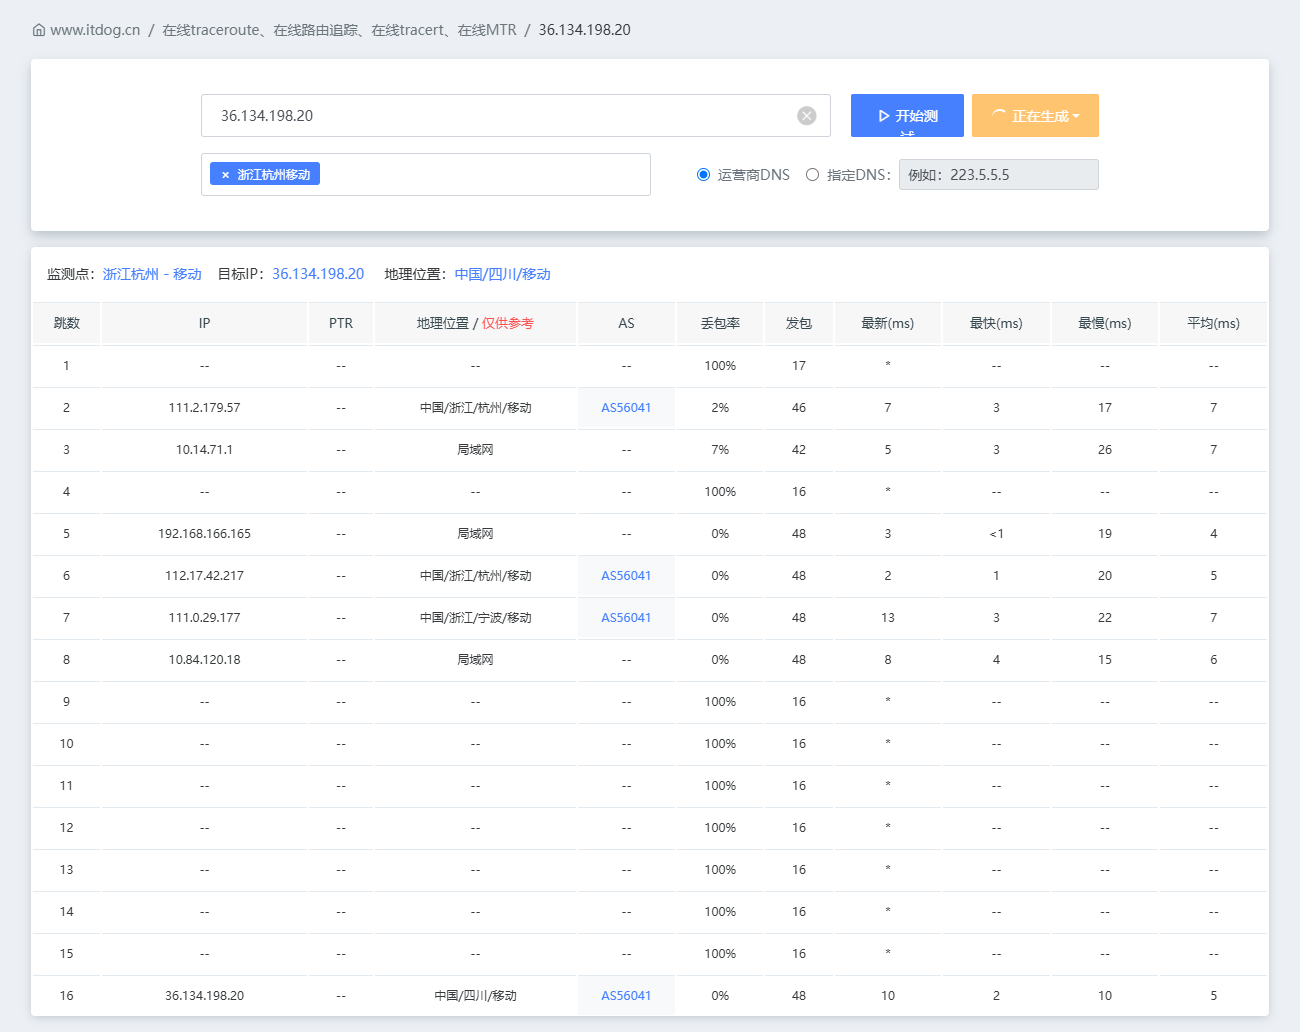 www.itdog.cn / 在线traceroute、在线路由追踪、在线tracert、在线MTR / 36.134.198.20
36.134.198.20
开始测
正在生成
× 浙江杭州移动
运营商DNS 指定DNS: 例如：223.5.5.5
监测点：浙江杭州 - 移动 目标IP：36.134.198.20 地理位置：中国/四川/移动
跳数 IP PTR 地理位置 / 仅供参考 AS 丢包率 发包 最新(ms) 最快(ms) 最慢(ms) 平均(ms)
1 -- -- -- -- 100% 17 * -- -- --
2 111.2.179.57 -- 中国/浙江/杭州/移动 AS56041 2% 46 7 3 17 7
3 10.14.71.1 -- 局域网 -- 7% 42 5 3 26 7
4 -- -- -- -- 100% 16 * -- -- --
5 192.168.166.165 -- 局域网 -- 0% 48 3 <1 19 4
6 112.17.42.217 -- 中国/浙江/杭州/移动 AS56041 0% 48 2 1 20 5
7 111.0.29.177 -- 中国/浙江/宁波/移动 AS56041 0% 48 13 3 22 7
8 10.84.120.18 -- 局域网 -- 0% 48 8 4 15 6
9 -- -- -- -- 100% 16 * -- -- --
10 -- -- -- -- 100% 16 * -- -- --
11 -- -- -- -- 100% 16 * -- -- --
12 -- -- -- -- 100% 16 * -- -- --
13 -- -- -- -- 100% 16 * -- -- --
14 -- -- -- -- 100% 16 * -- -- --
15 -- -- -- -- 100% 16 * -- -- --
16 36.134.198.20 -- 中国/四川/移动 AS56041 0% 48 10 2 10 5